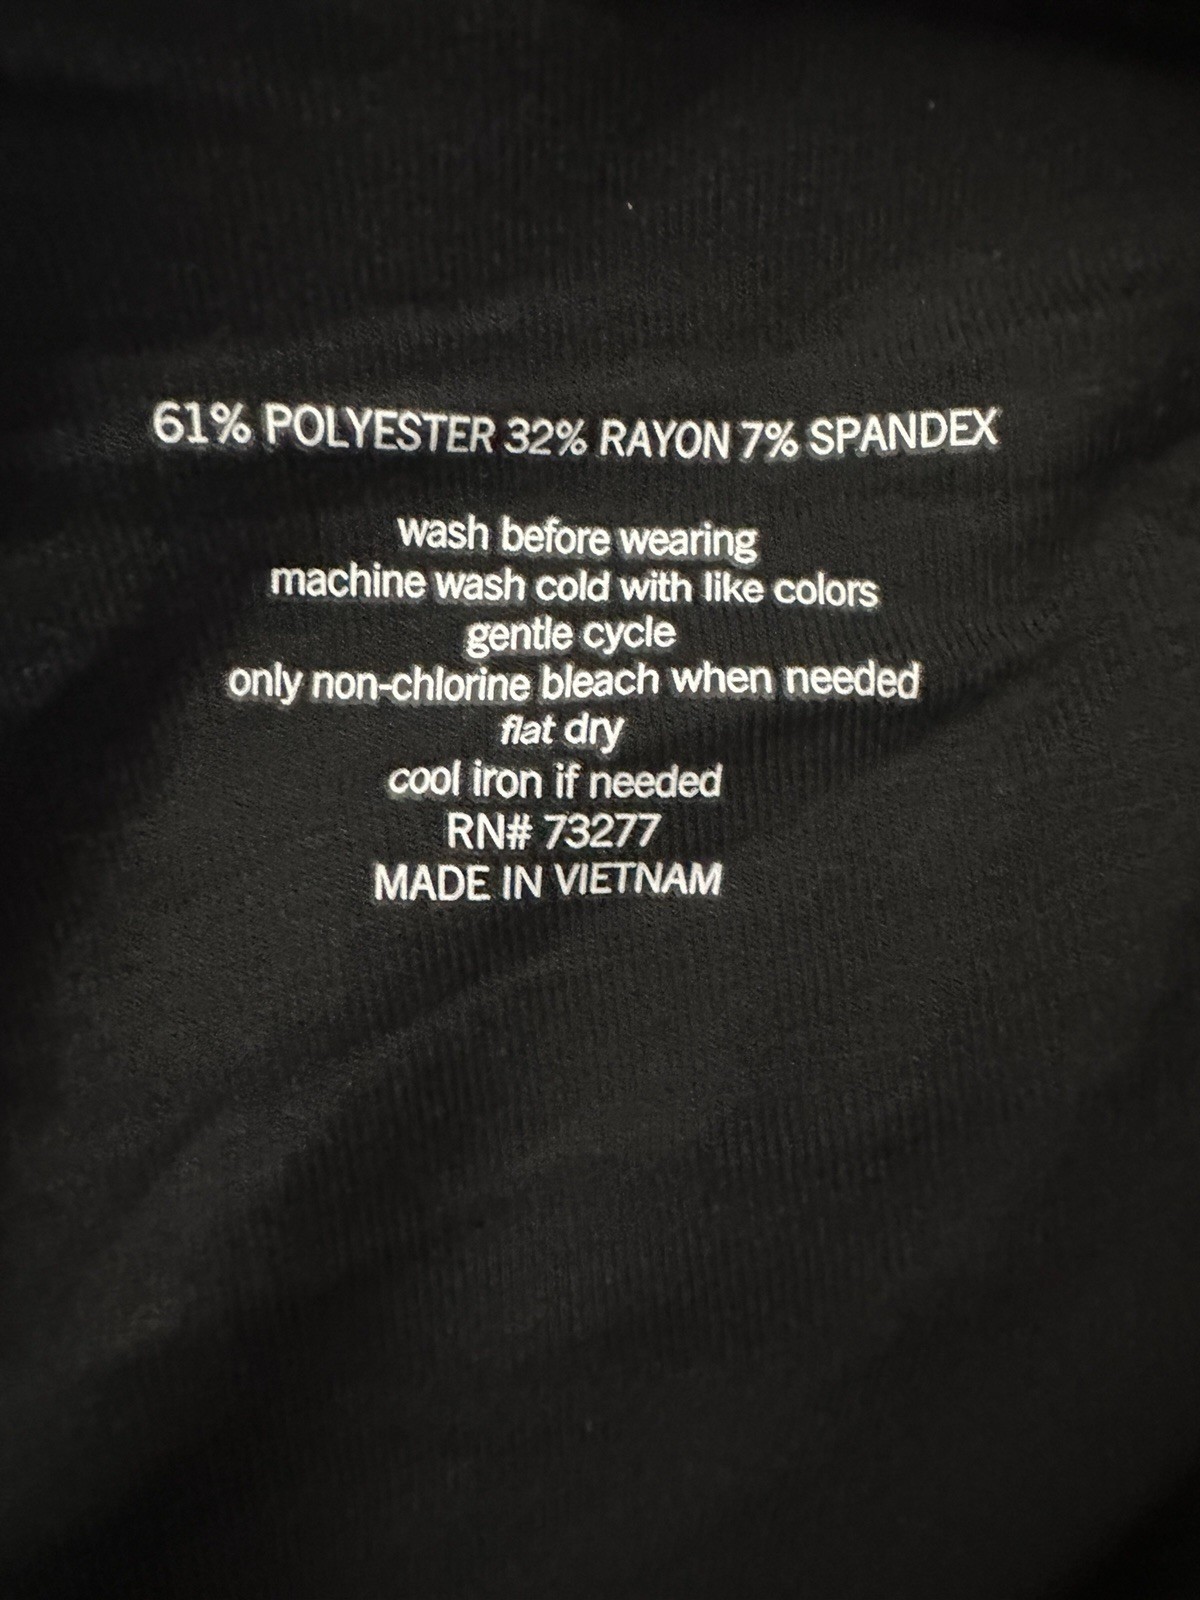 61% POLYESTER 32% RAYON 7% SPANDEX
wash before wearing
machine wash cold with like colors
gentle cycle
only non-chlorine bleach when needed
flat dry
cool iron if needed
RN# 73277
MADE IN VIETNAM